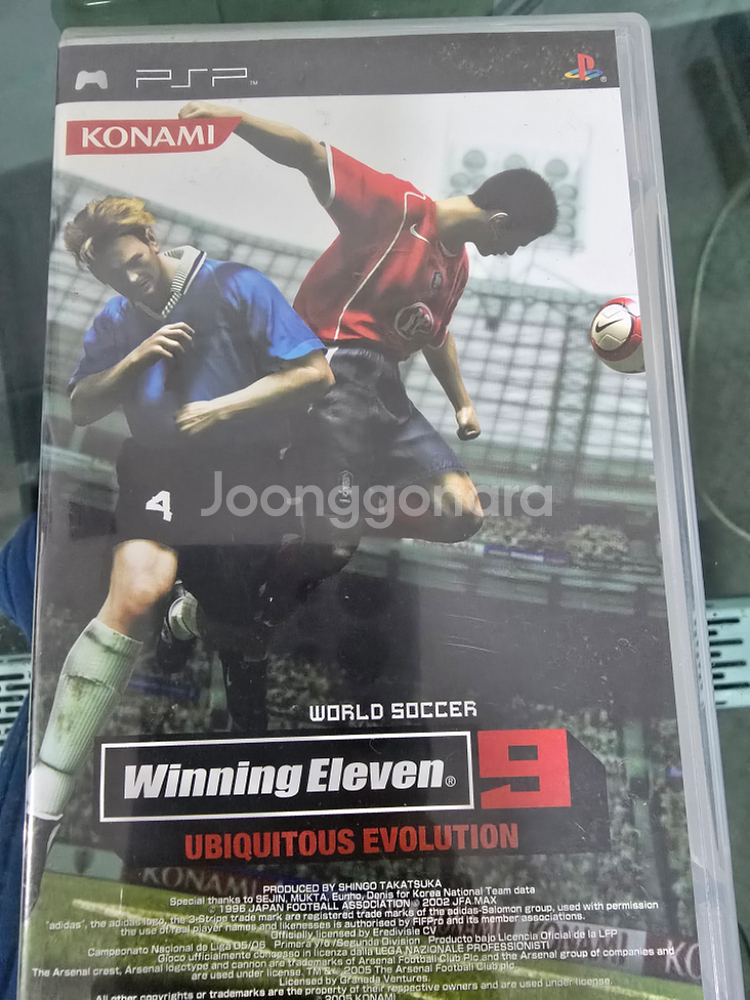 PSP™
KONAMI
4
Joonggonara
WORLD SOCCER
Winning Eleven® 9
UBIQUITOUS EVOLUTION
KONAMI
PRODUCED BY SHINGO TAKATSUKA
Special thanks to SEJIN, MUKTA, Eunho, Denis for Korea National Team data
© 1996 JAPAN FOOTBALL ASSOCIATION © 2002 JFA.MAX
"adidas", the adidas logo, the 3-Stripe trade mark are registered trade marks of the adidas-Salomon group, used with permission
the use of real player names and likenesses is authorised by FIFPro and its member associations.
Officially licensed by Eredivisie CV
Campeonato Nacional de Liga 05/06 Primera y/o Segunda Division Producto bajo Licencia Oficial de la LFP
Gioco ufficialmente concesso in licenza dalla LEGA NAZIONALE PROFESSIONISTI
The Arsenal crest, Arsenal logotype and cannon are trademarks of Arsenal Football Club Plc and the Arsenal group of companies and
are used under license. TM & © 2005 The Arsenal Football Club plc
Licensed by Granada Ventures.
All other copyrights or trademarks are the property of their respective owners and are used under license.
2005 KONAMI